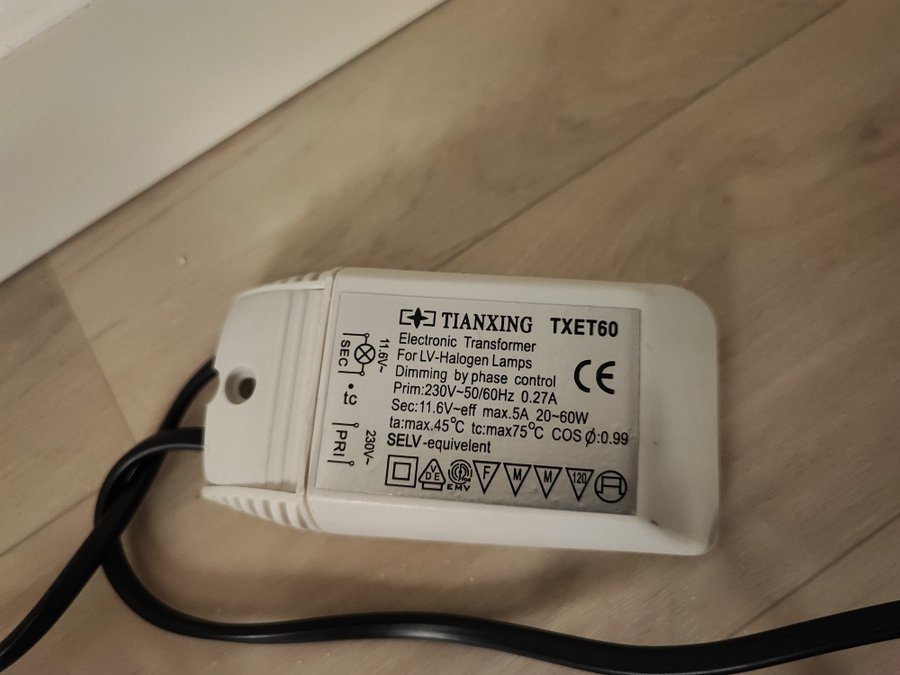 TIANXING TXET60
Electronic Transformer
For LV-Halogen Lamps
Dimming by phase control
CE
Prim:230V~50/60Hz 0.27A
Sec:11.6V~eff max.5A 20~60W
ta:max.45°C tc:max75°C COS ϕ:0.99
SELV-equivelent
11.6V~
SEC
tc
230V~
PRI
VDE
EMV
F
M
M
120